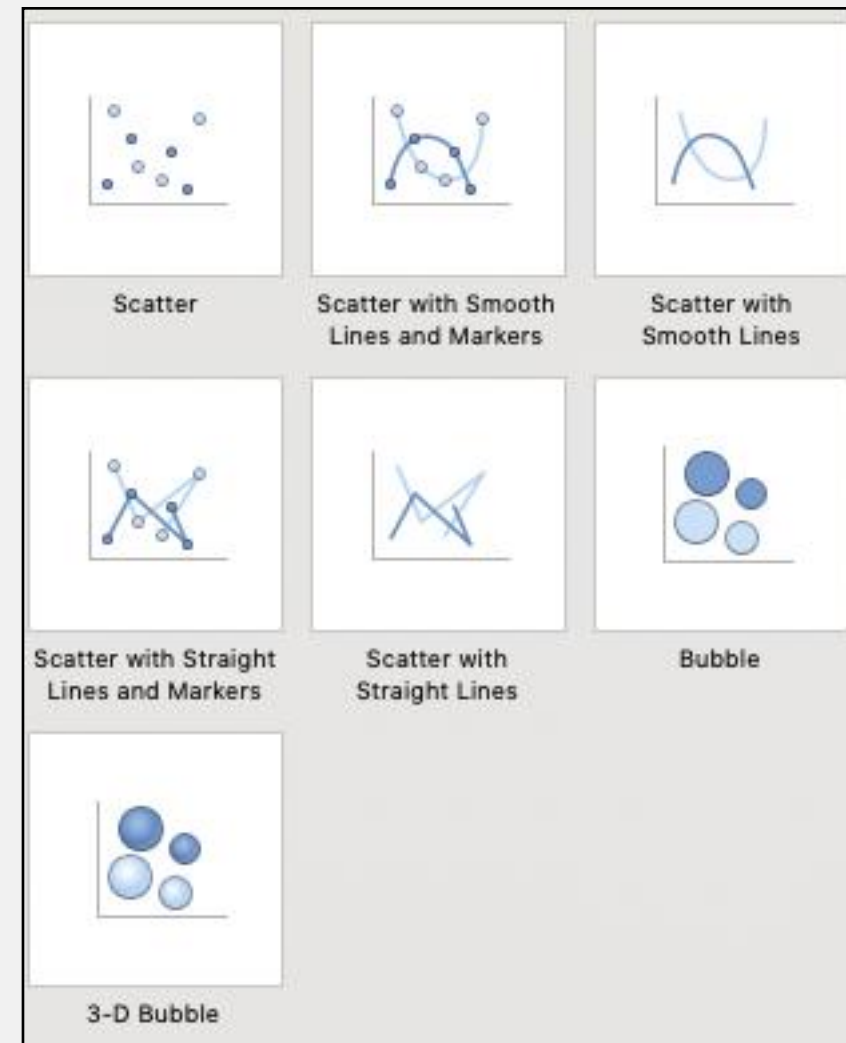 Scatter
Scatter with Smooth
Lines and Markers
Scatter with
Smooth Lines
Scatter with Straight
Lines and Markers
Scatter with
Straight Lines
Bubble
3-D Bubble